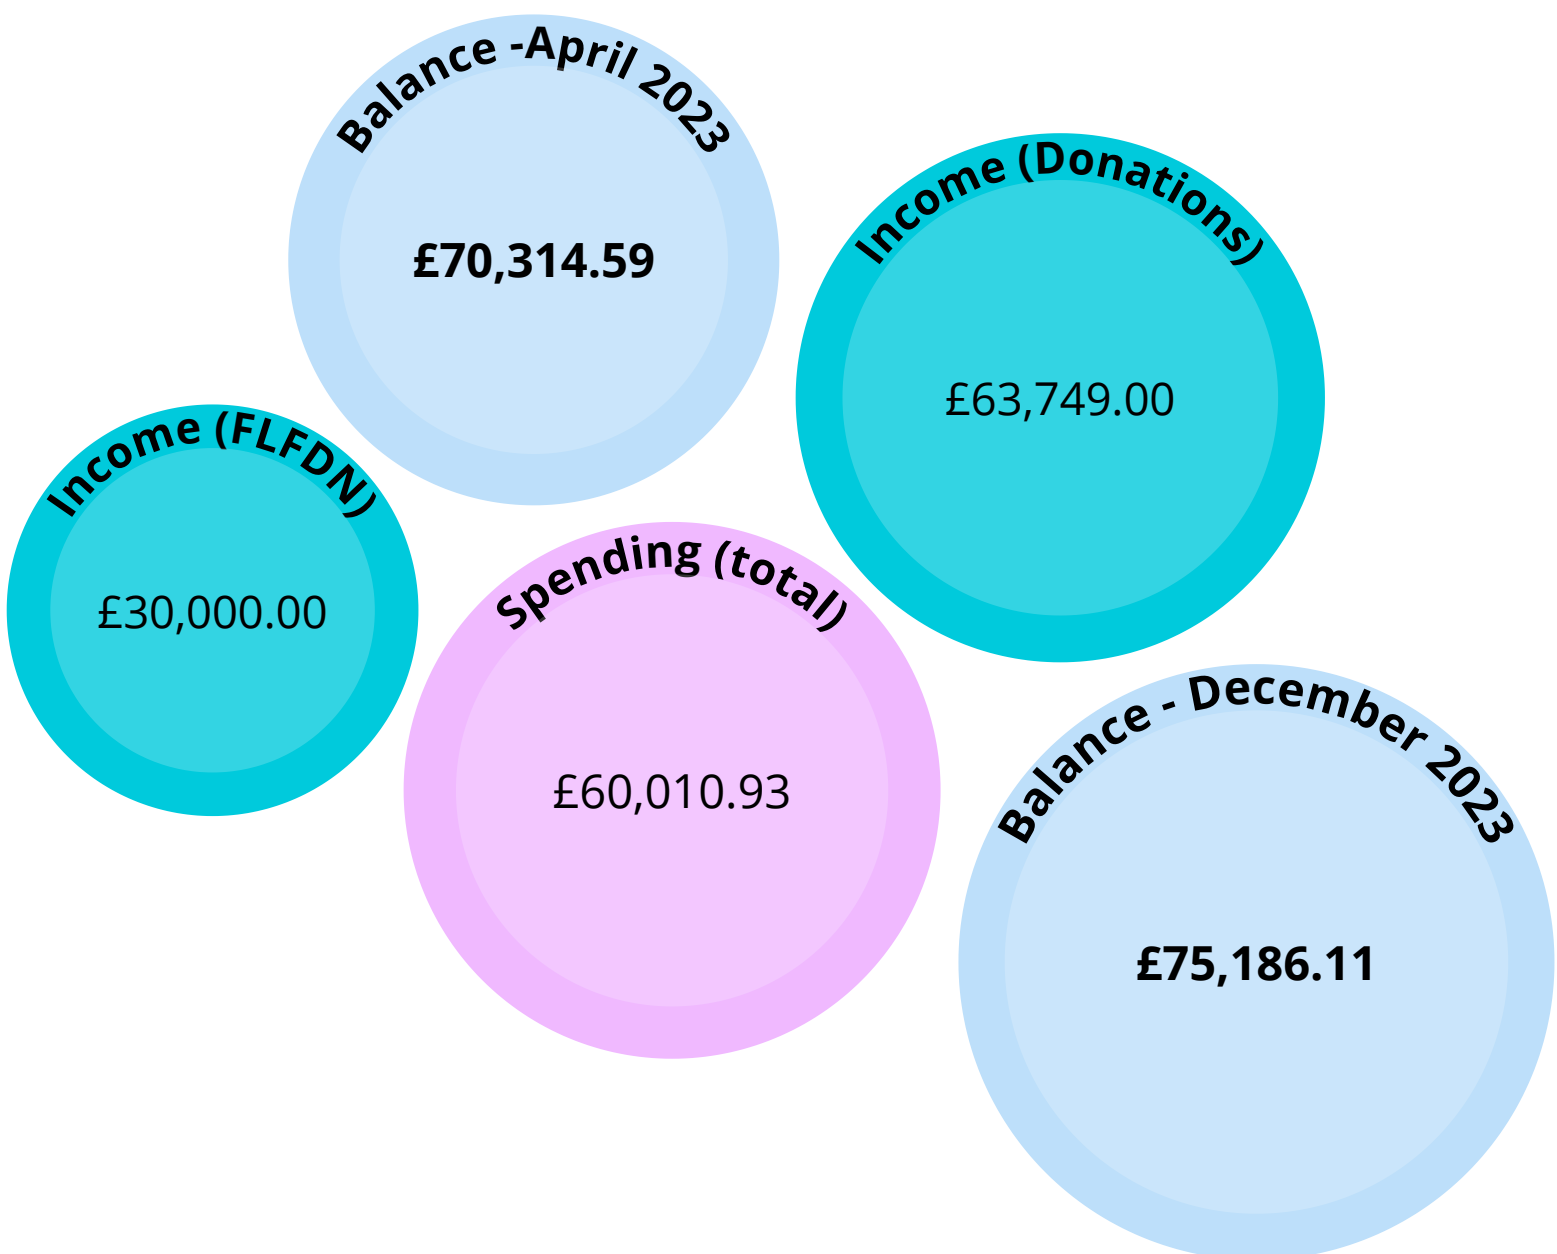 Balance -April 2023
£70,314.59
Income (Donations)
£63,749.00
Income (FLFDN)
£30,000.00
Spending (total)
£60,010.93
Balance - December 2023
£75,186.11